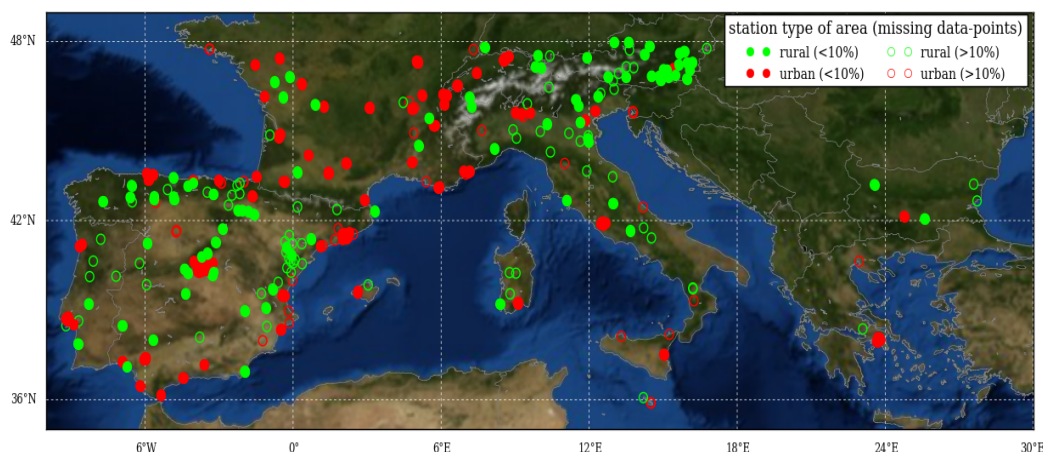 station type of area (missing data-points)
rural (<10%) rural (>10%)
urban (<10%) urban (>10%)
48°N
42°N
36°N
6°W 0° 6°E 12°E 18°E 24°E 30°E